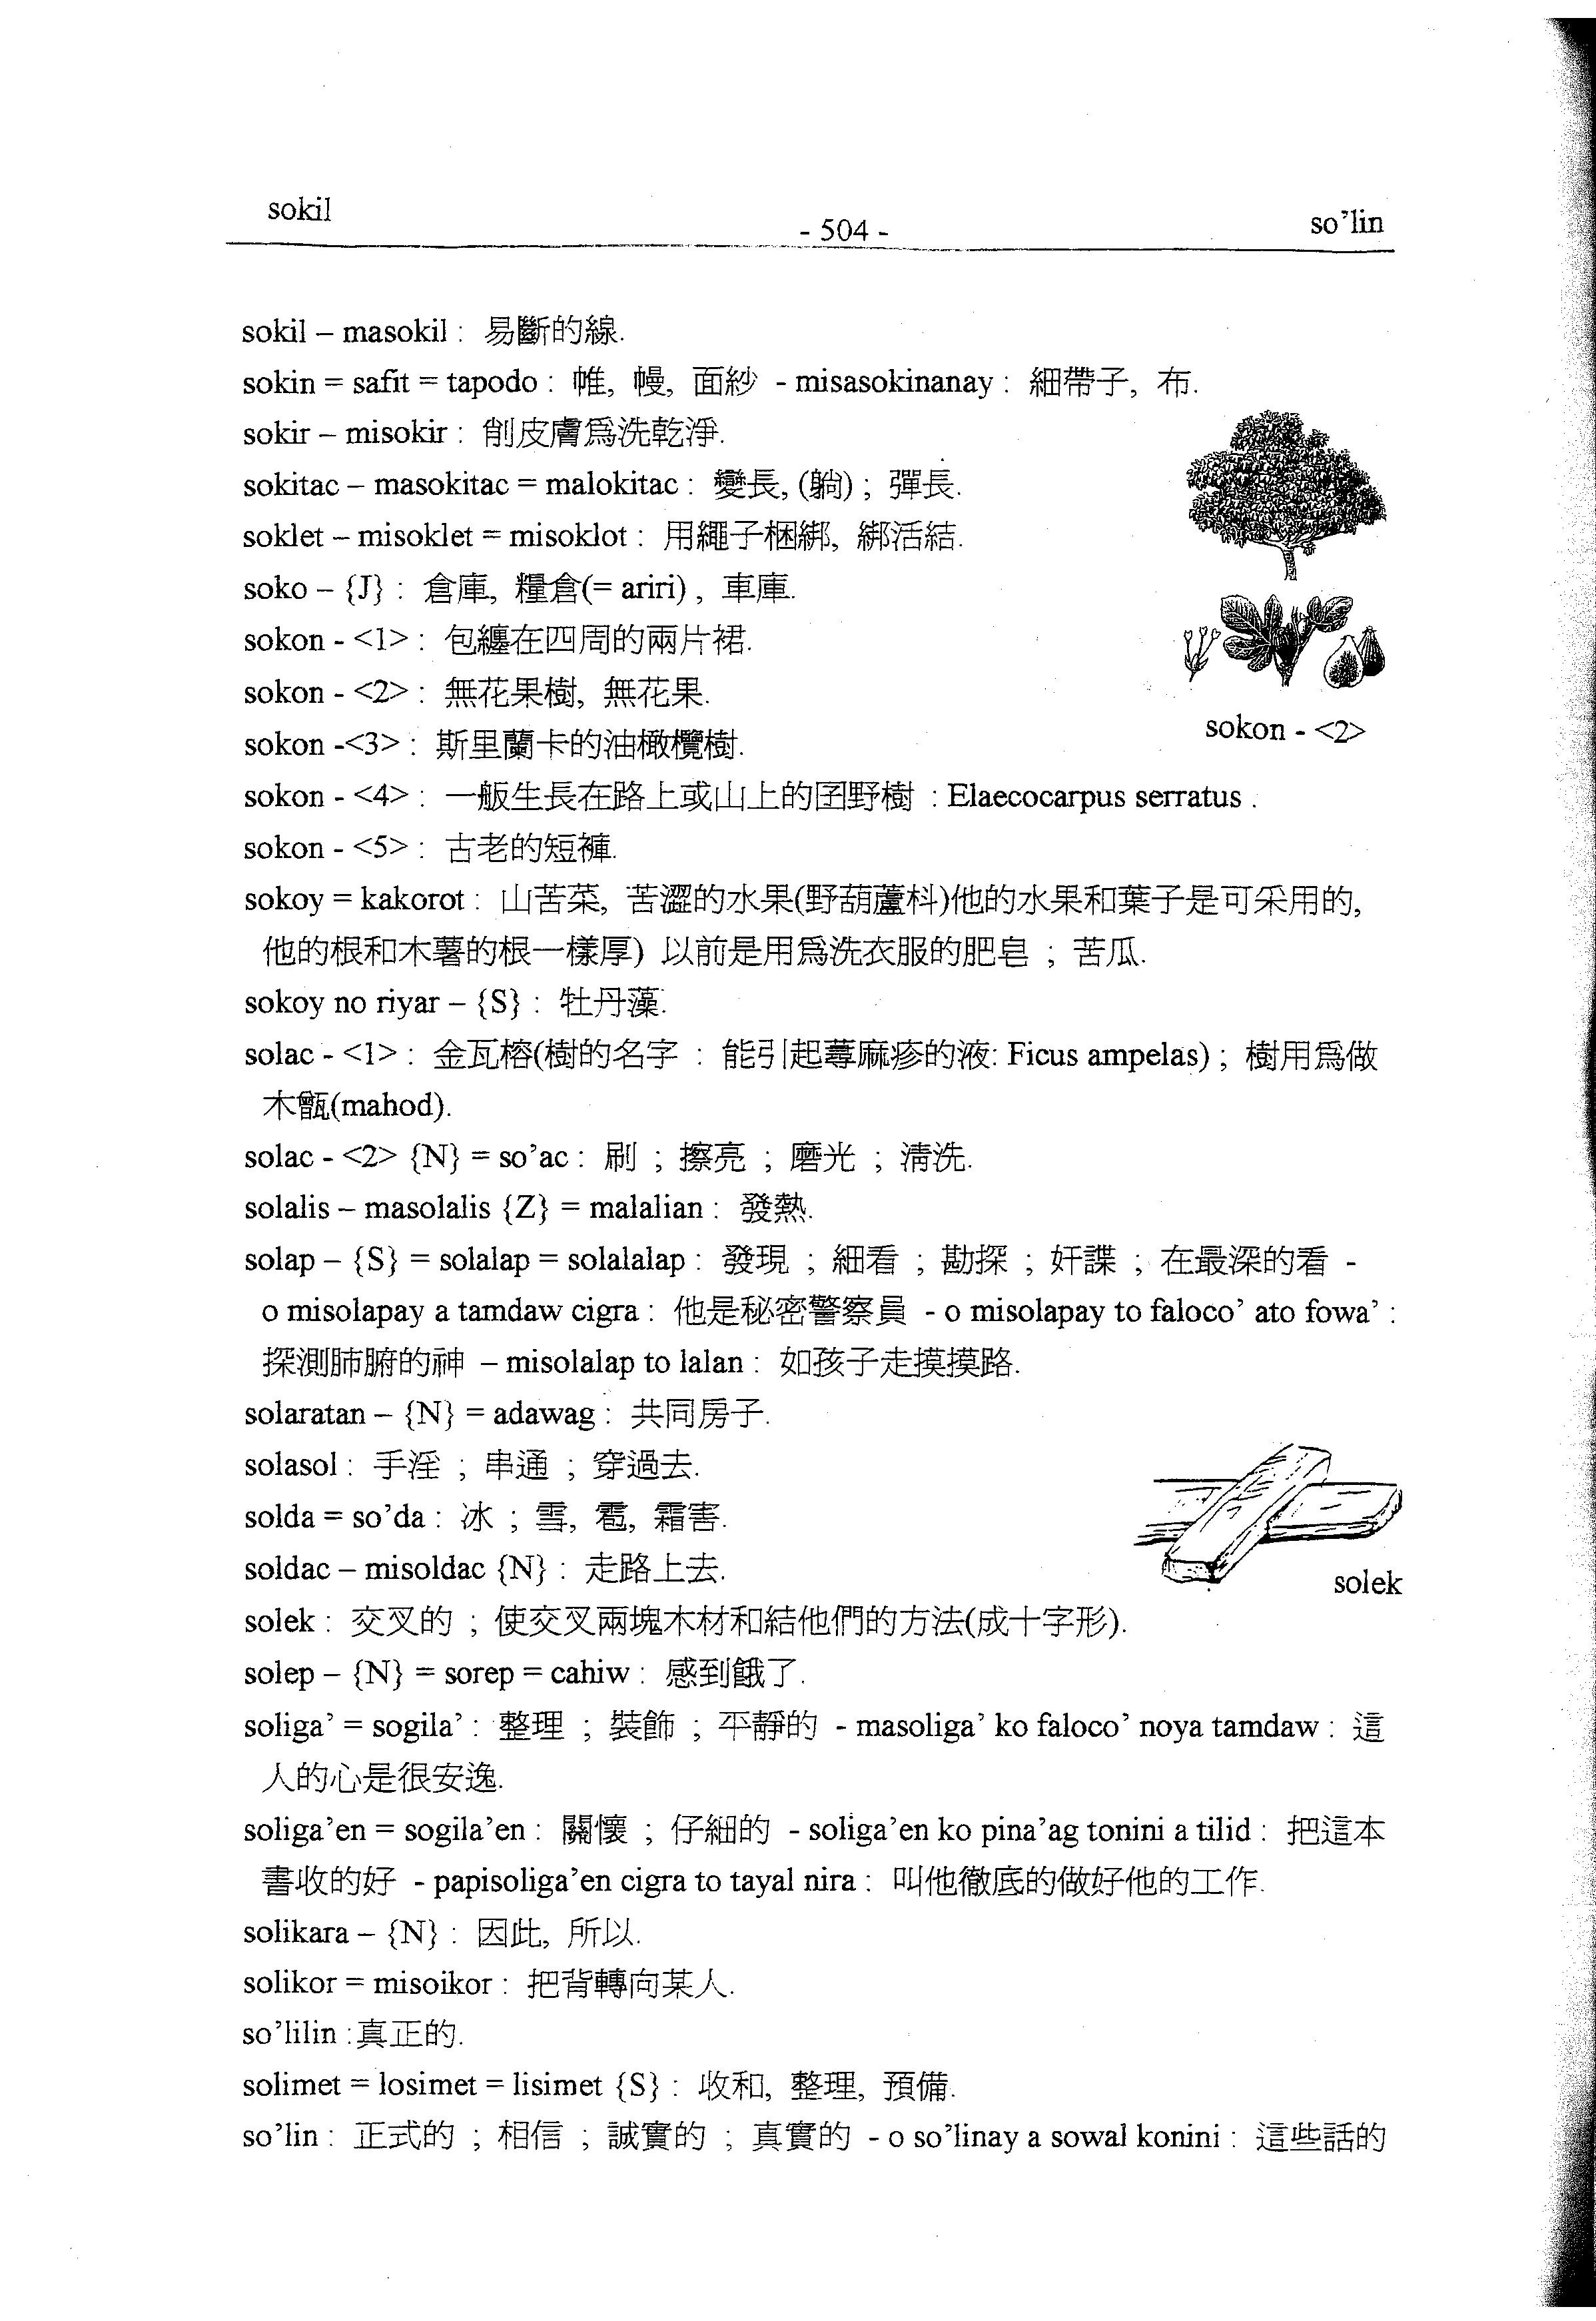 sokil
- 504 -
so’lin
sokil – masokil : 易斷的線.
sokin = safit = tapodo : 帷, 幔, 面紗 - misasokinanay : 細帶子, 布.
sokir – misokir : 削皮膚爲洗乾淨.
sokitac – masokitac = malokitac : 變長, (躺) ; 彈長.
soklet – misoklet = misoklot : 用繩子梱綁, 綁活結.
soko – {J} : 倉庫, 糧倉(= ariri) , 車庫.
sokon - <1> : 包纏在四周的兩片裙.
sokon - <2> : 無花果樹, 無花果.
sokon -<3> : 斯里蘭卡的油橄欖樹.
sokon - <2>
sokon - <4> : 一般生長在路上或山上的野樹 : Elaecocarpus serratus .
sokon - <5> : 古老的短褲.
sokoy = kakorot : 山苦菜, 苦澀的水果(野葫蘆科)他的水果和葉子是可采用的,
他的根和木薯的根一樣厚) 以前是用爲洗衣服的肥皂 ; 苦瓜.
sokoy no riyar – {S} : 牡丹藻.
solac - <1> : 金瓦榕(樹的名字 : 能引起蕁麻疹的液: Ficus ampelas) ; 樹用爲做
木甑(mahod).
solac - <2> {N} = so’ac : 刷 ; 擦亮 ; 磨光 ; 清洗.
solalis – masolalis {Z} = malalian : 發熱.
solap – {S} = solalap = solalalap : 發現 ; 細看 ; 勘探 ; 奸諜 ; 在最深的看 -
o misolapay a tamdaw cigra : 他是秘密警察員 - o misolapay to faloco’ ato fowa’ :
探測肺腑的神 – misolalap to lalan : 如孩子走摸摸路.
solaratan – {N} = adawag : 共同房子.
solasol : 手淫 ; 串通 ; 穿過去.
solda = so’da : 冰 ; 雪, 雹, 霜害.
soldac – misoldac {N} : 走路上去.
solek
solek : 交叉的 ; 使交叉兩塊木材和結他們的方法(成十字形).
solep – {N} = sorep = cahiw : 感到餓了.
soliga’ = sogila’ : 整理 ; 裝飾 ; 平靜的 - masoliga’ ko faloco’ noya tamdaw : 這
人的心是很安逸.
soliga’en = sogila’en : 關懷 ; 仔細的 - soliga’en ko pina’ag tonini a tilid : 把這本
書收的好 - papisoliga’en cigra to tayal nira : 叫他徹底的做好他的工作.
solikara – {N} : 因此, 所以.
solikor = misoikor : 把背轉向某人.
so’lilin :真正的.
solimet = losimet = lisimet {S} : 收和, 整理, 預備.
so’lin : 正式的 ; 相信 ; 誠實的 ; 真實的 - o so’linay a sowal konini : 這些話的